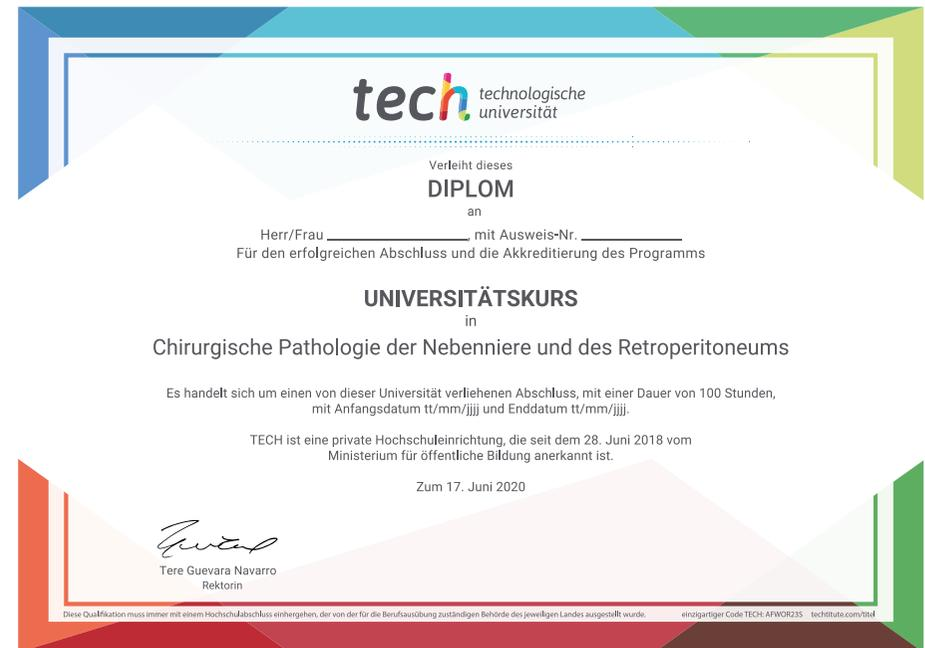 tech technologische
universität
Verleiht dieses
DIPLOM
an
Herr/Frau ____________, mit Ausweis-Nr. ____________
Für den erfolgreichen Abschluss und die Akkreditierung des Programms
UNIVERSITÄTSKURS
in
Chirurgische Pathologie der Nebenniere und des Retroperitoneums
Es handelt sich um einen von dieser Universität verliehenen Abschluss, mit einer Dauer von 100 Stunden,
mit Anfangsdatum tt/mm/jjjj und Enddatum tt/mm/jjjj.
TECH ist eine private Hochschuleinrichtung, die seit dem 28. Juni 2018 vom
Ministerium für öffentliche Bildung anerkannt ist.
Zum 17. Juni 2020
Tere Guevara Navarro
Rektorin
Diese Qualifikation muss immer mit einem Hochschulabschluss einhergehen, der von der für die Berufsausübung zuständigen Behörde des jeweiligen Landes ausgestellt wurde. einzigartiger Code TECH: AFWOR23S techtitute.com/titel